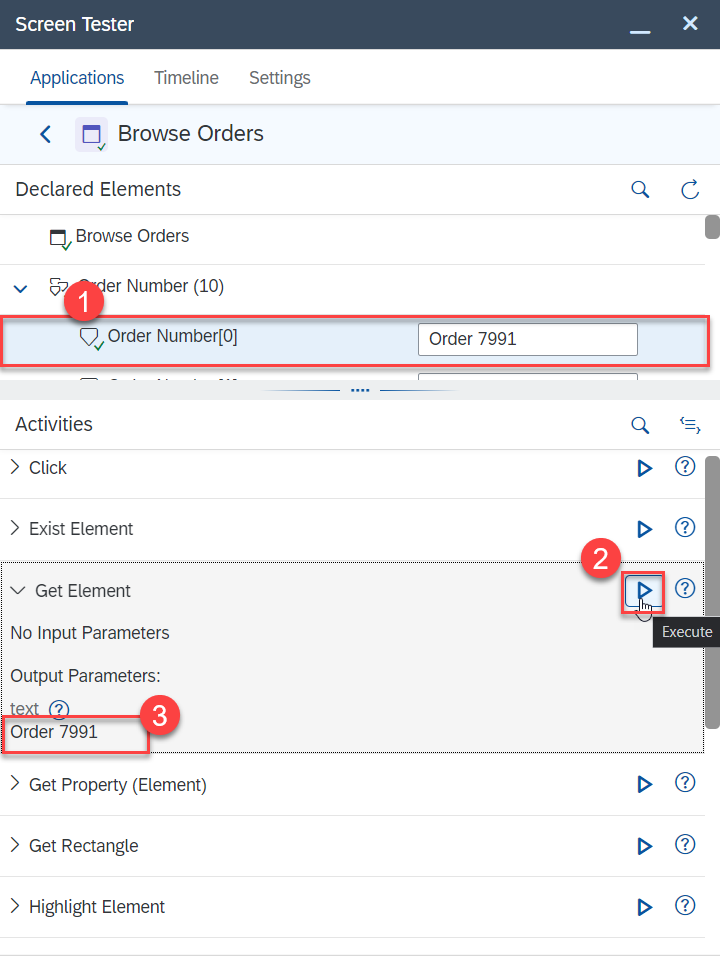 Screen Tester
Applications Timeline Settings
Browse Orders
Declared Elements
Browse Orders
Order Number (10)
1
Order Number[0] Order 7991
Activities
Click
Exist Element
2
Get Element
Execute
No Input Parameters
Output Parameters:
text
3
Order 7991
Get Property (Element)
Get Rectangle
Highlight Element